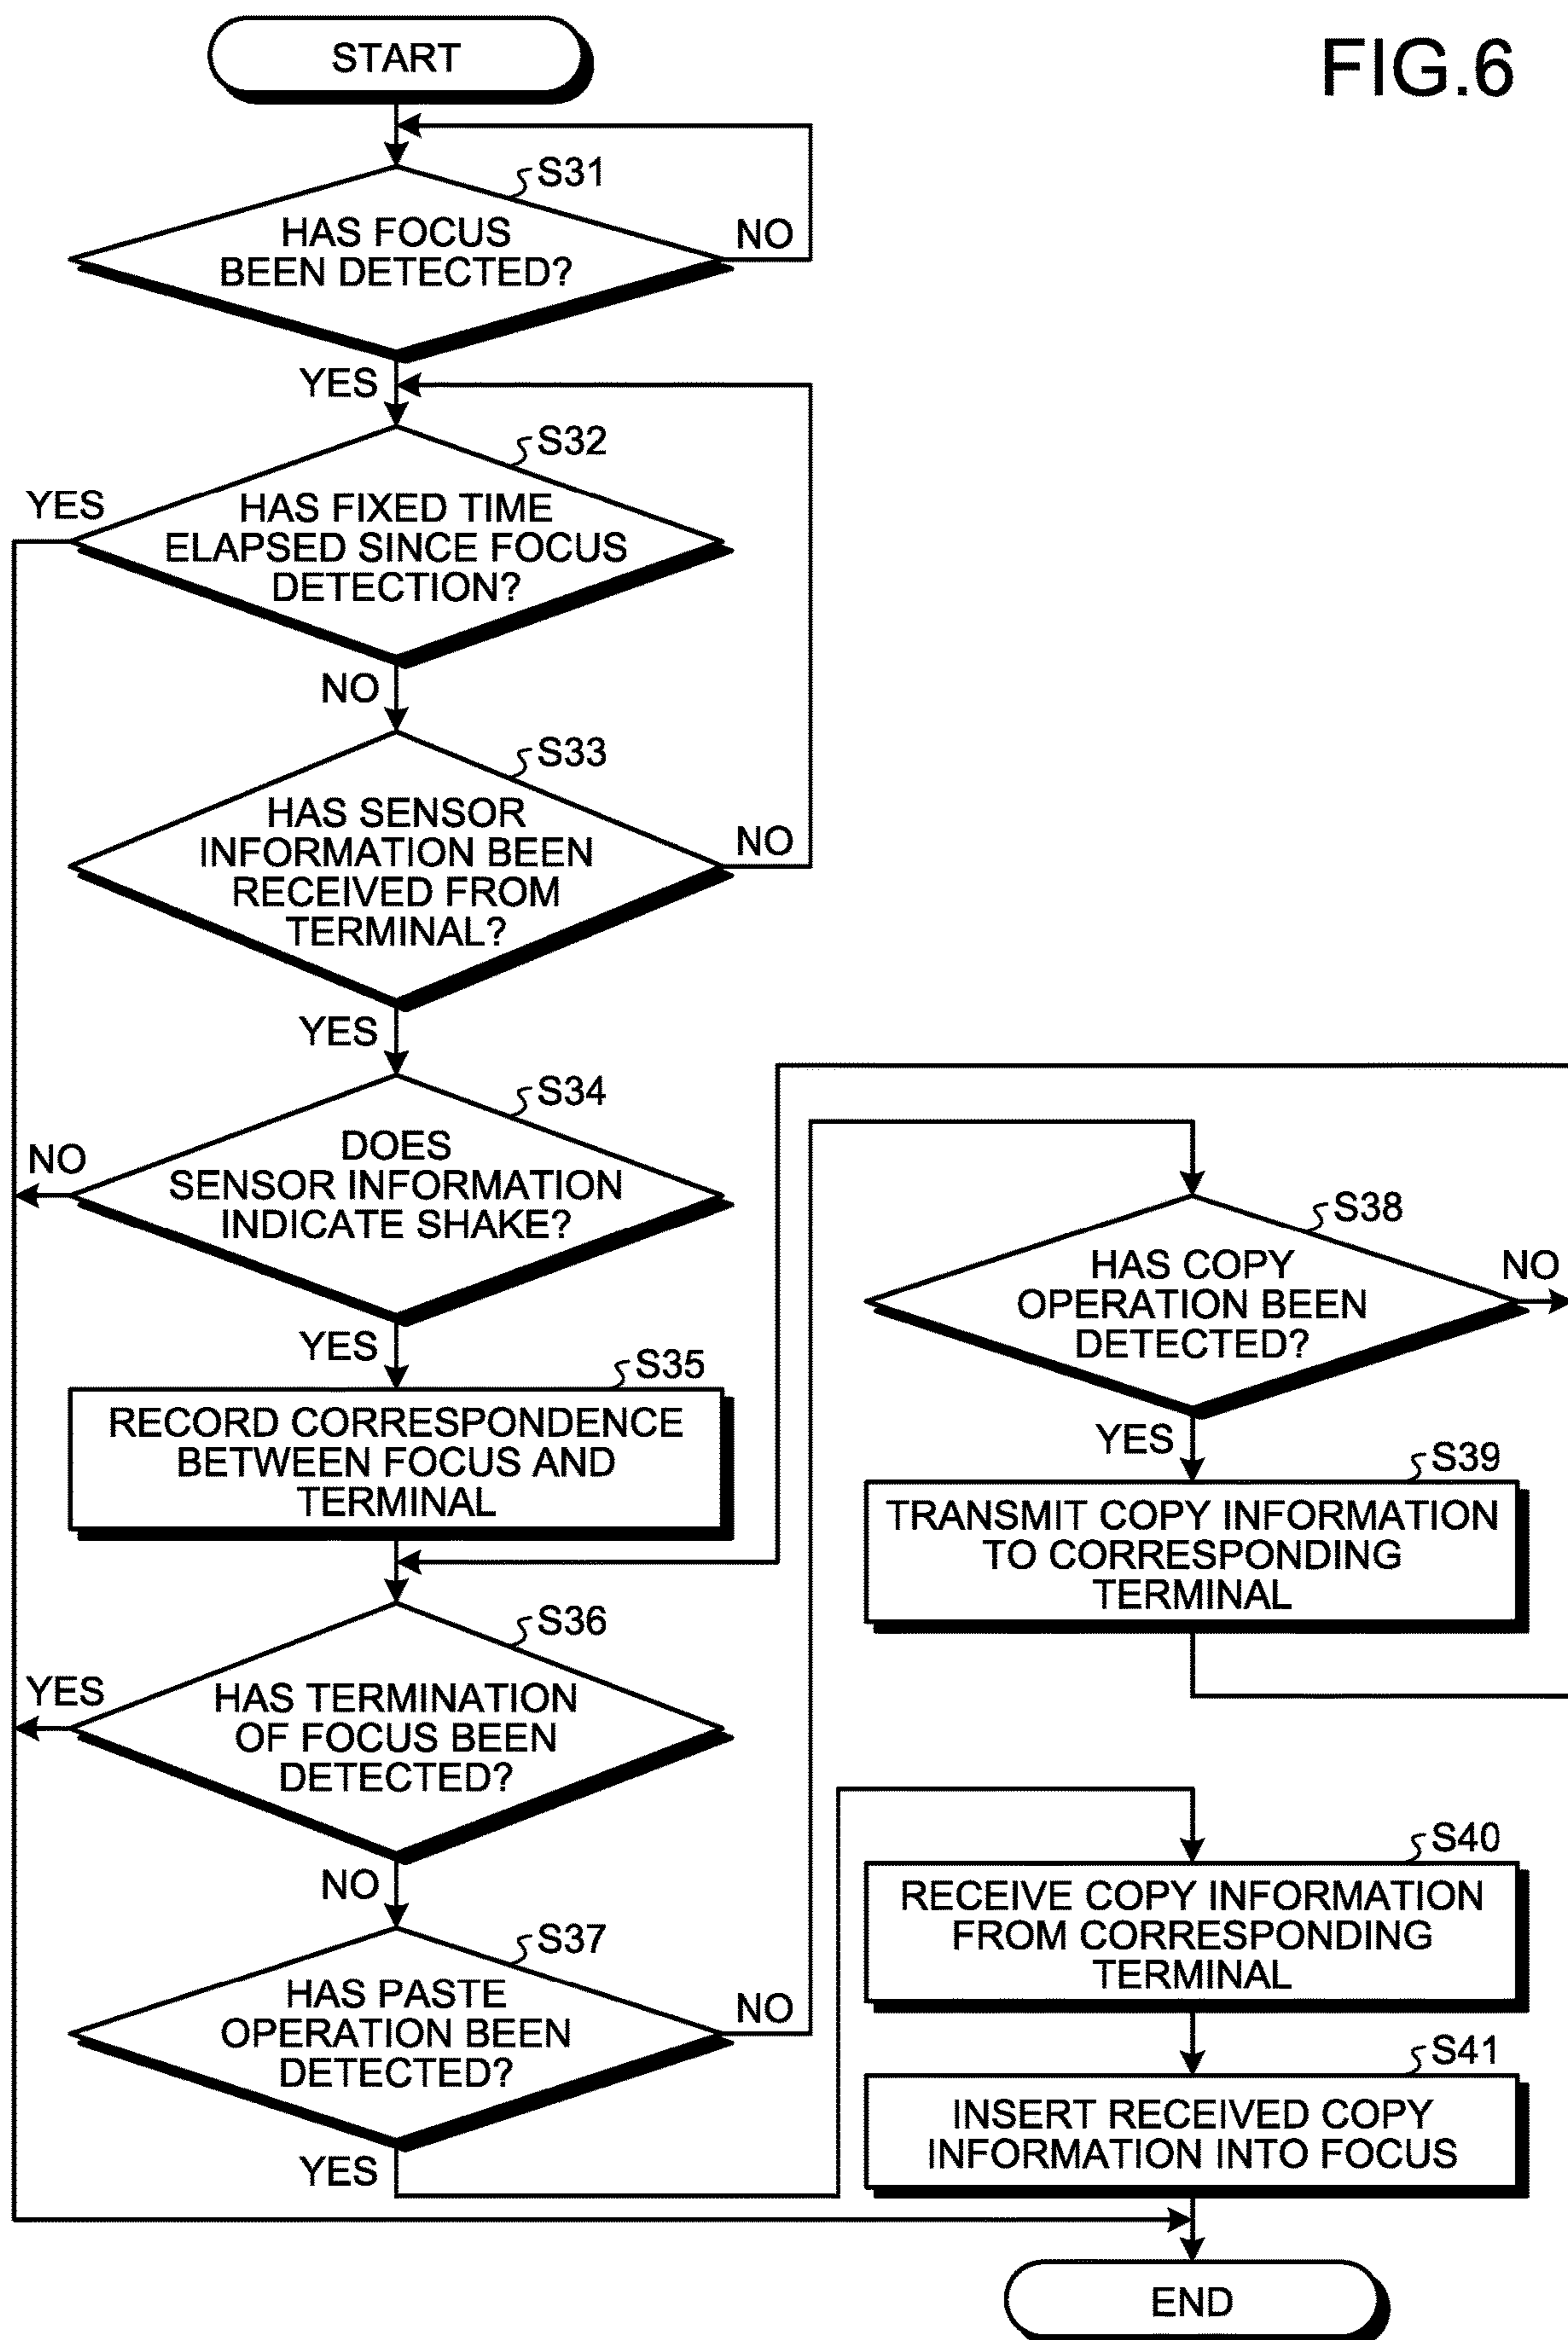 FIG.6
START
S31
HAS FOCUS
BEEN DETECTED?
NO
YES
S32
YES
HAS FIXED TIME
ELAPSED SINCE FOCUS
DETECTION?
NO
S33
HAS SENSOR
INFORMATION BEEN
RECEIVED FROM
TERMINAL?
NO
YES
S34
NO
DOES
SENSOR INFORMATION
INDICATE SHAKE?
YES
S35
RECORD CORRESPONDENCE
BETWEEN FOCUS AND
TERMINAL
S36
YES
HAS TERMINATION
OF FOCUS BEEN
DETECTED?
NO
S37
HAS PASTE
OPERATION BEEN
DETECTED?
NO
YES
S38
HAS COPY
OPERATION BEEN
DETECTED?
NO
YES
S39
TRANSMIT COPY INFORMATION
TO CORRESPONDING
TERMINAL
S40
RECEIVE COPY INFORMATION
FROM CORRESPONDING
TERMINAL
S41
INSERT RECEIVED COPY
INFORMATION INTO FOCUS
END